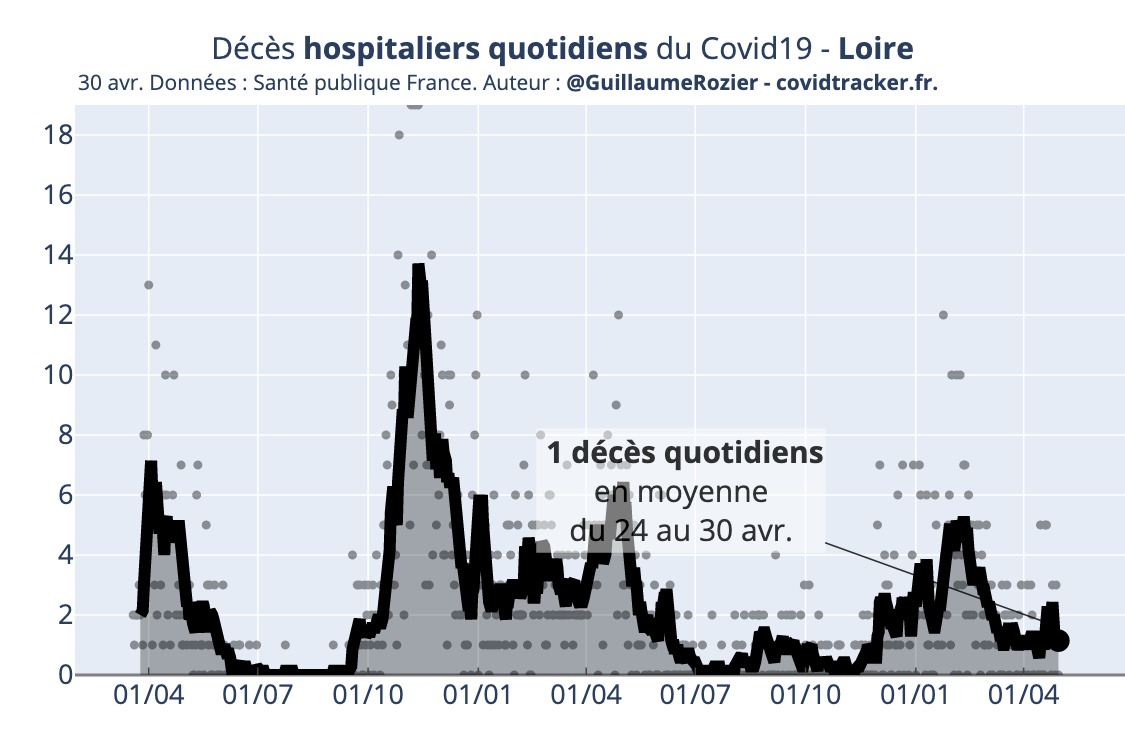 Décès hospitaliers quotidiens du Covid19 - Loire
30 avr. Données : Santé publique France. Auteur : @GuillaumeRozier - covidtracker.fr.
18
16
14
12
10
8
6
4
2
0
1 décès quotidiens
en moyenne
du 24 au 30 avr.
01/04 01/07 01/10 01/01 01/04 01/07 01/10 01/01 01/04